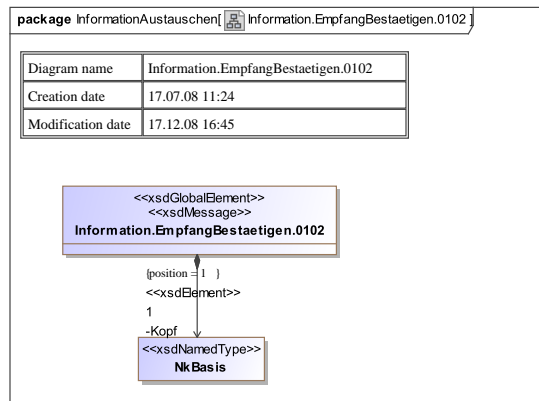 package InformationAustauschen[ Information.EmpfangBestaetigen.0102 ]
Diagram name Information.EmpfangBestaetigen.0102
Creation date 17.07.08 11:24
Modification date 17.12.08 16:45
<<xsdGlobalElement>>
<<xsdMessage>>
Information.EmpfangBestaetigen.0102
{position = 1 }
<<xsdElement>>
1
-Kopf
<<xsdNamedType>>
NkBasis